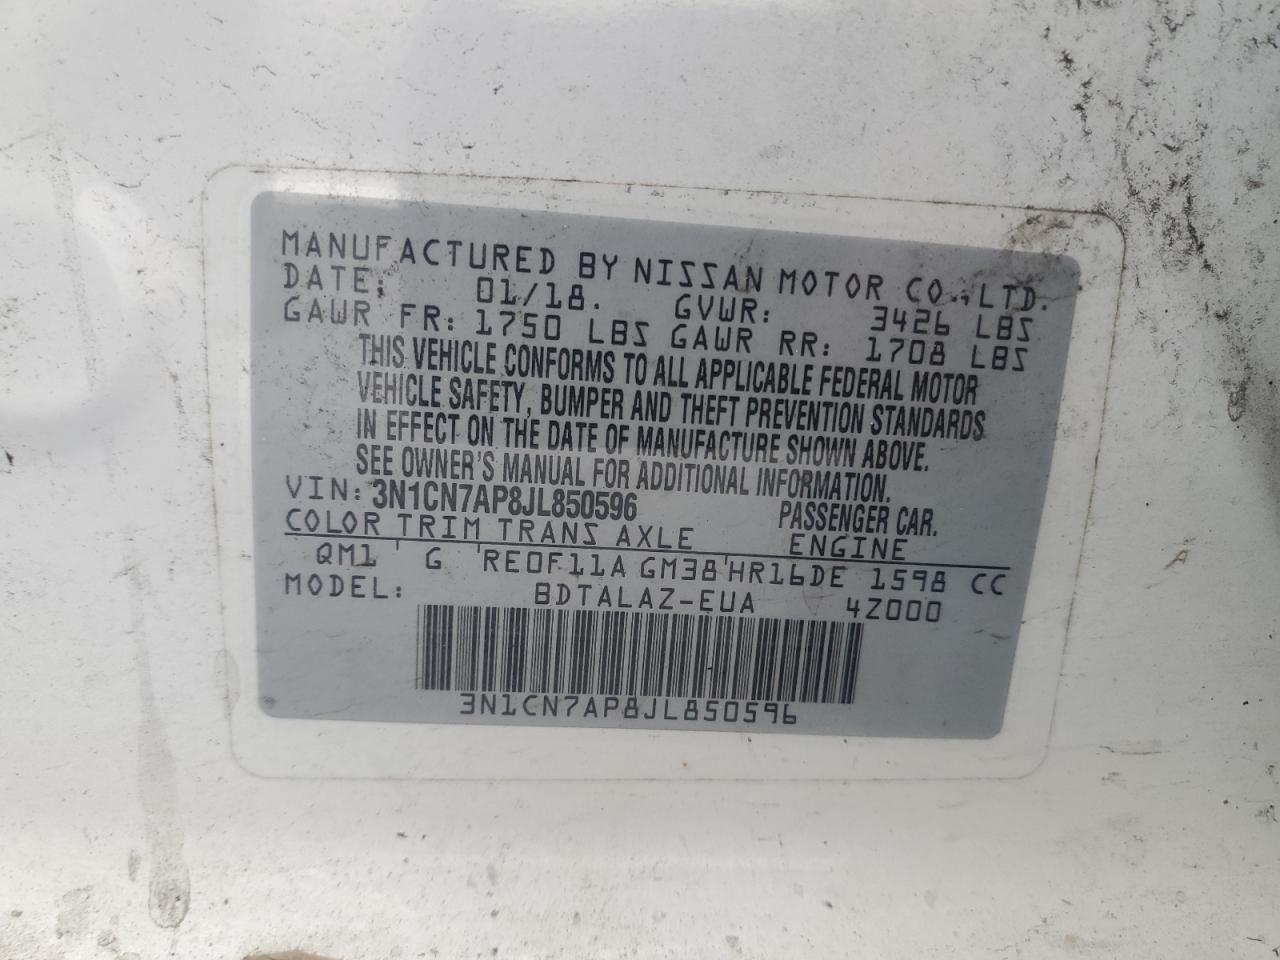 MANUFACTURED BY NISSAN MOTOR CO.,LTD.
DATE: 01/18. GVWR: 3426 LBS
GAWR FR: 1750 LBS GAWR RR: 1708 LBS
THIS VEHICLE CONFORMS TO ALL APPLICABLE FEDERAL MOTOR
VEHICLE SAFETY, BUMPER AND THEFT PREVENTION STANDARDS
IN EFFECT ON THE DATE OF MANUFACTURE SHOWN ABOVE.
SEE OWNER'S MANUAL FOR ADDITIONAL INFORMATION.
VIN: 3N1CN7AP8JL850596 PASSENGER CAR.
COLOR TRIM TRANS AXLE ENGINE
QM1 ' G 'RE0F11A GM38'HR16DE 1598 CC
MODEL: BDTALAZ-EUA 4Z000
3N1CN7AP8JL850596